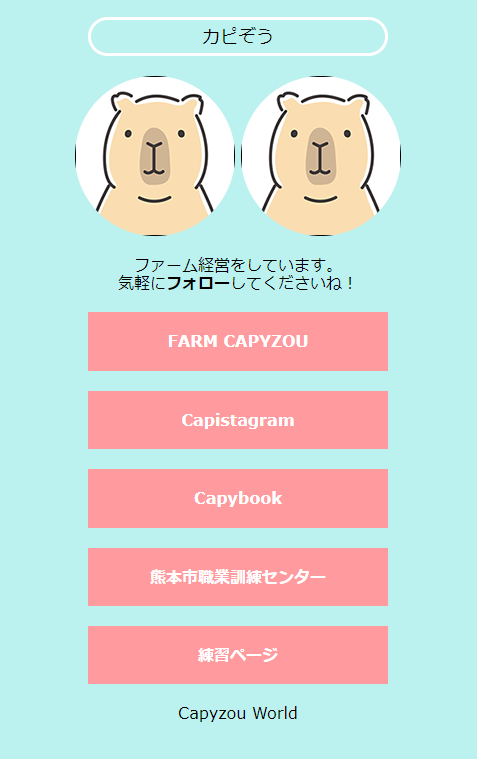 カピぞう
ファーム経営をしています。
気軽にフォローしてくださいね！
FARM CAPYZOU
Capistagram
Capybook
熊本市職業訓練センター
練習ページ
Capyzou World